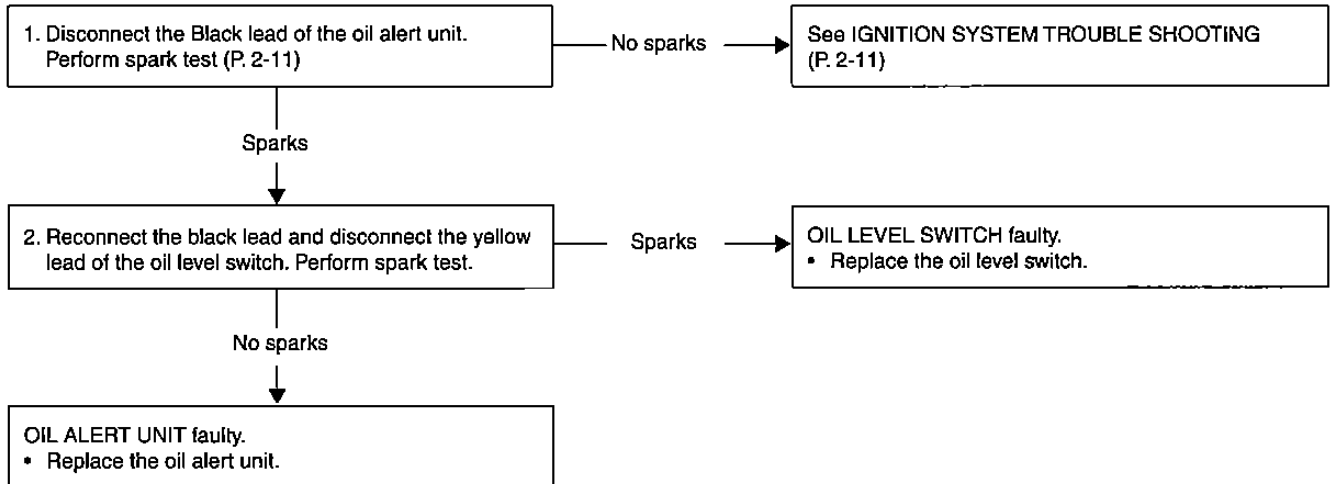 1. Disconnect the Black lead of the oil alert unit.
Perform spark test (P. 2-11)
No sparks
See IGNITION SYSTEM TROUBLE SHOOTING
(P. 2-11)
Sparks
2. Reconnect the black lead and disconnect the yellow
lead of the oil level switch. Perform spark test.
Sparks
OIL LEVEL SWITCH faulty.
• Replace the oil level switch.
No sparks
OIL ALERT UNIT faulty.
• Replace the oil alert unit.